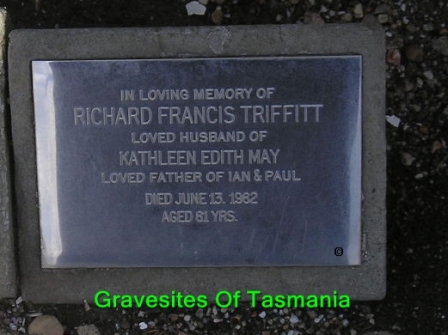 IN LOVING MEMORY OF
RICHARD FRANCIS TRIFFITT
LOVED HUSBAND OF
KATHLEEN EDITH MAY
LOVED FATHER OF IAN & PAUL
DIED JUNE 13. 1962
AGED 61 YRS.
©
Gravesites Of Tasmania